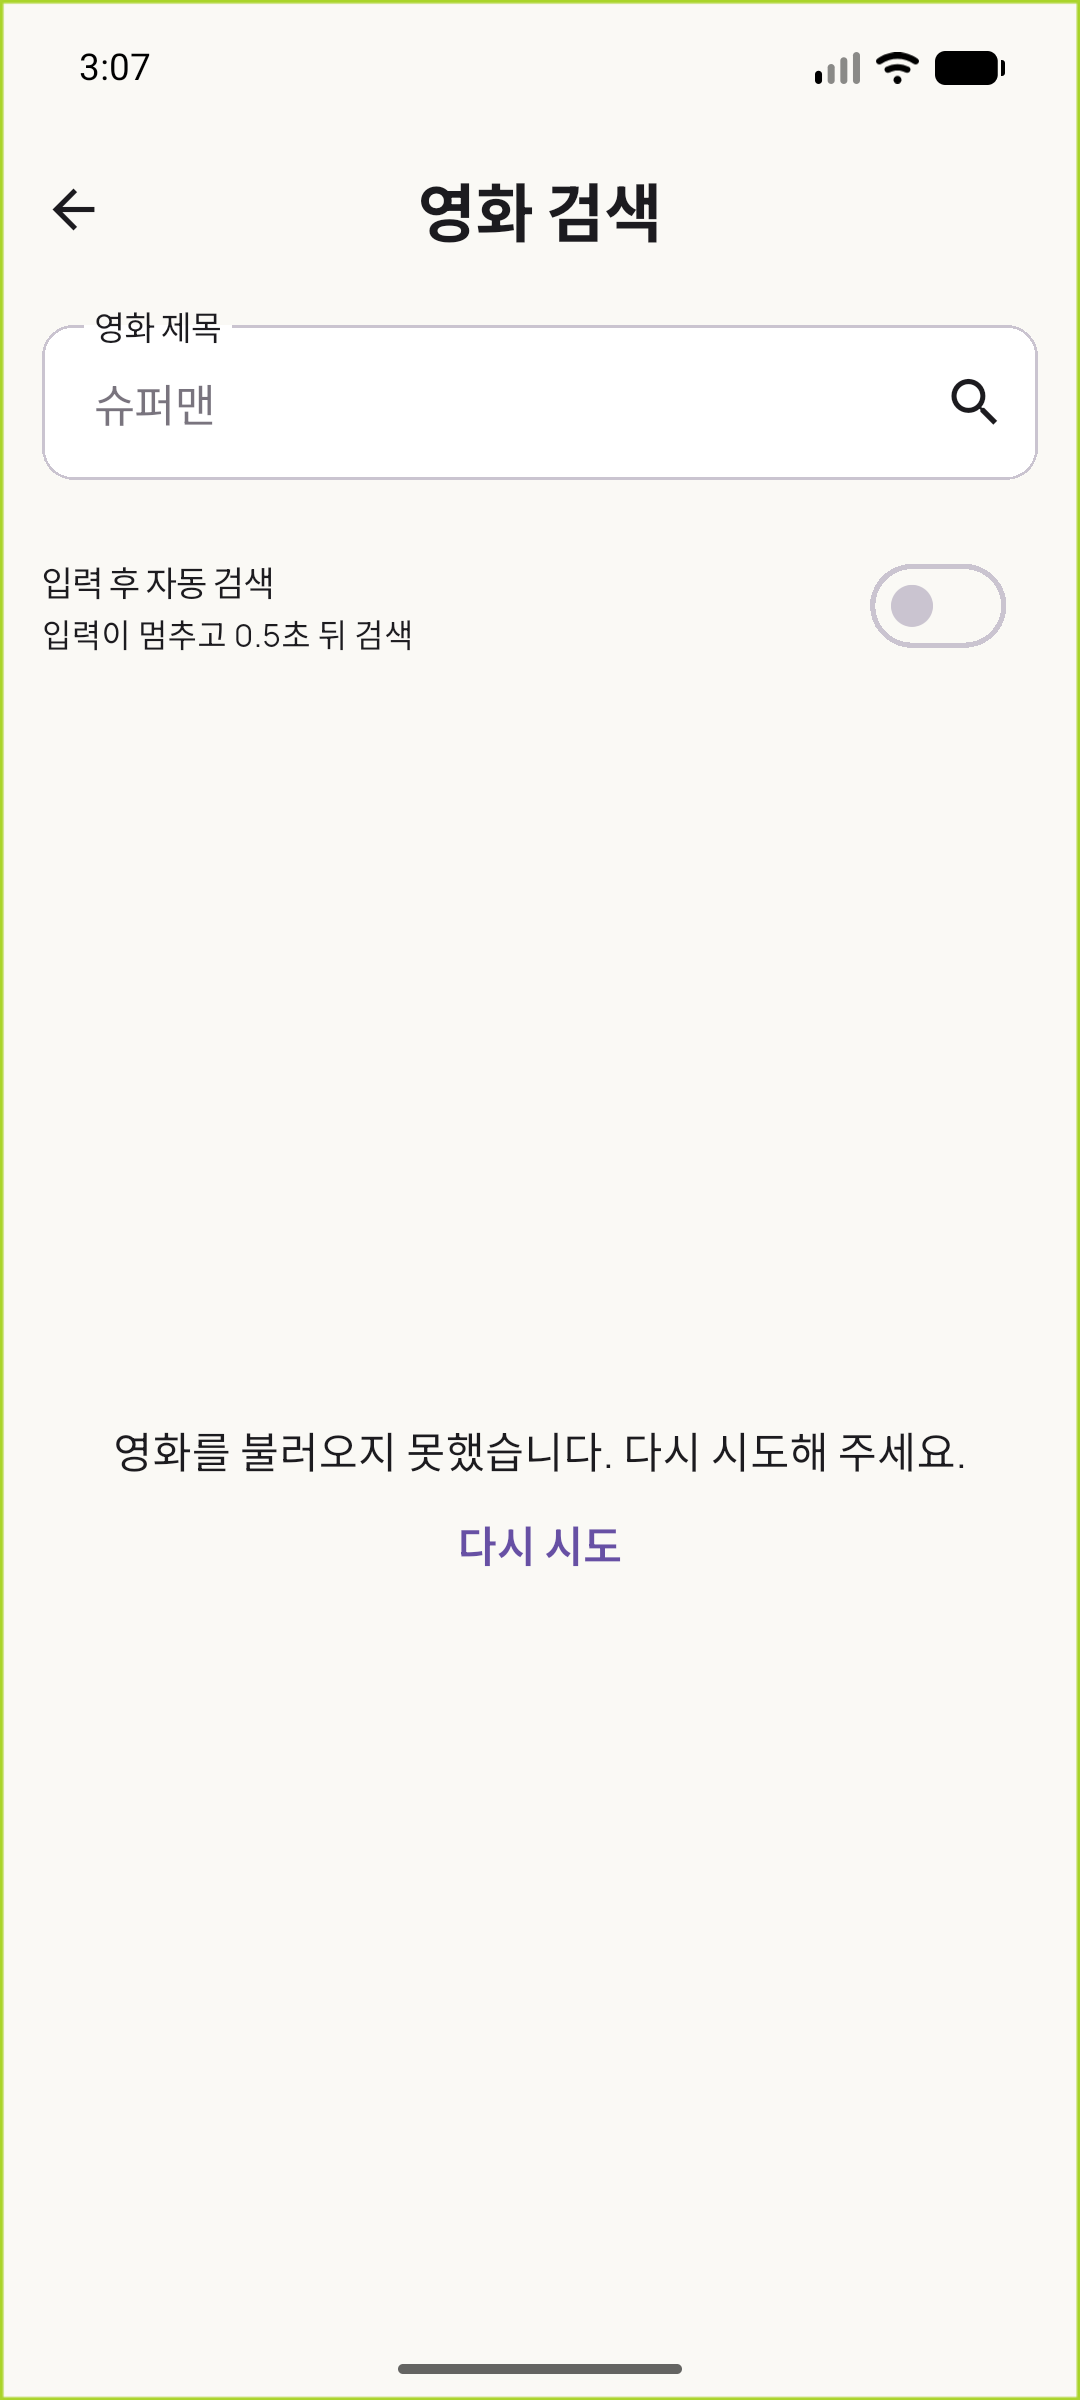 3:07
영화 검색
영화 제목
슈퍼맨
입력 후 자동 검색
입력이 멈추고 0.5초 뒤 검색
영화를 불러오지 못했습니다. 다시 시도해 주세요.
다시 시도